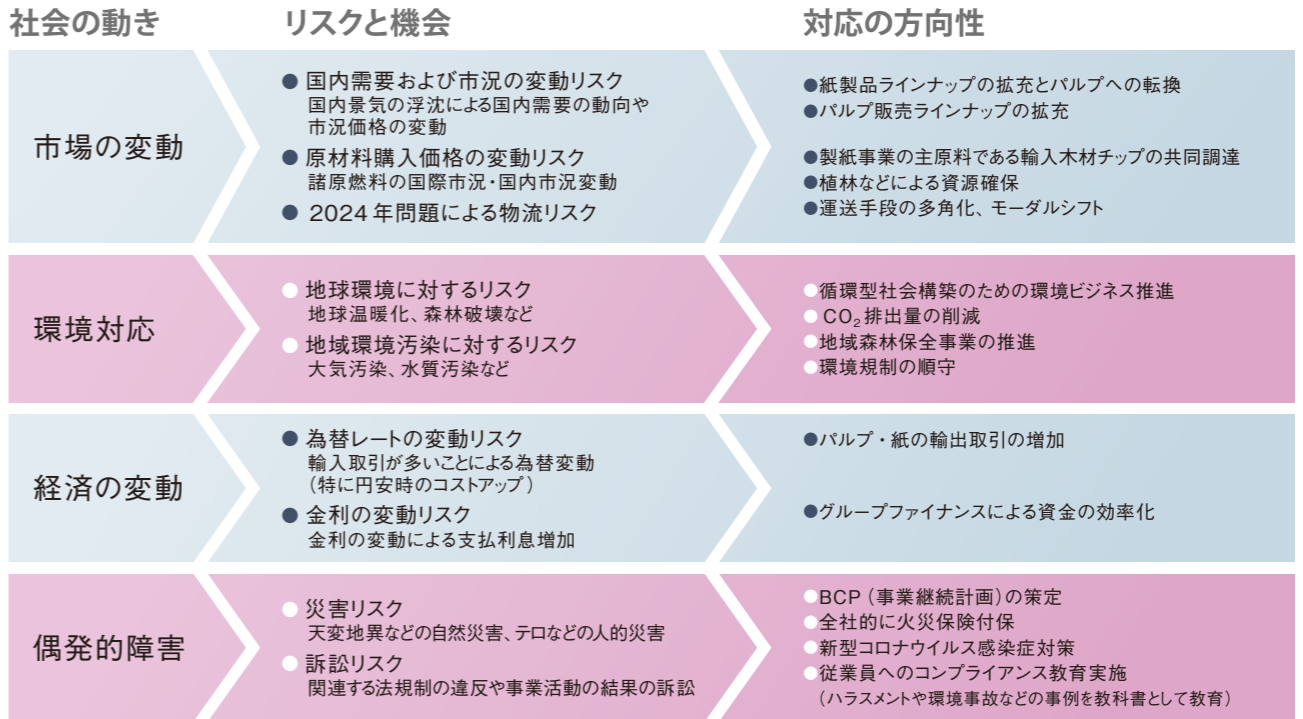 社会の動き
リスクと機会
対応の方向性
市場の変動
● 国内需要および市況の変動リスク
国内景気の浮沈による国内需要の動向や
市況価格の変動
● 原材料購入価格の変動リスク
諸原燃料の国際市況・国内市況変動
● 2024年問題による物流リスク
●紙製品ラインナップの拡充とパルプへの転換
●パルプ販売ラインナップの拡充
●製紙事業の主原料である輸入木材チップの共同調達
●植林などによる資源確保
●運送手段の多角化、モーダルシフト
環境対応
● 地球環境に対するリスク
地球温暖化、森林破壊など
● 地域環境汚染に対するリスク
大気汚染、水質汚染など
●循環型社会構築のための環境ビジネス推進
●CO₂排出量の削減
●地域森林保全事業の推進
●環境規制の順守
経済の変動
● 為替レートの変動リスク
輸入取引が多いことによる為替変動
（特に円安時のコストアップ）
● 金利の変動リスク
金利の変動による支払利息増加
●パルプ・紙の輸出取引の増加
●グループファイナンスによる資金の効率化
偶発的障害
● 災害リスク
天変地異などの自然災害、テロなどの人的災害
● 訴訟リスク
関連する法規制の違反や事業活動の結果の訴訟
●BCP（事業継続計画）の策定
●全社的に火災保険付保
●新型コロナウイルス感染症対策
●従業員へのコンプライアンス教育実施
（ハラスメントや環境事故などの事例を教科書として教育）